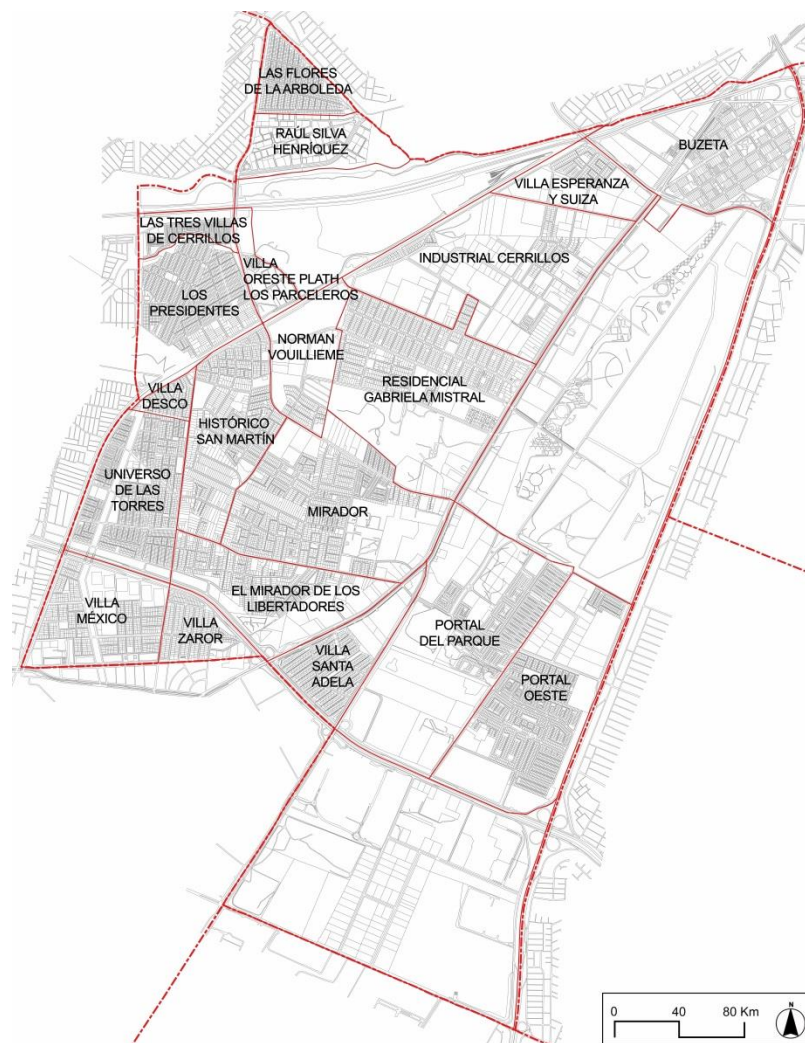 LAS FLORES
DE LA ARBOLEDA
RAÚL SILVA
HENRÍQUEZ
BUZETA
VILLA ESPERANZA
Y SUIZA
LAS TRES VILLAS
DE CERRILLOS
INDUSTRIAL CERRILLOS
VILLA
ORESTE PLATH
LOS PARCELEROS
LOS
PRESIDENTES
NORMAN
VOUILLIEME
RESIDENCIAL
GABRIELA MISTRAL
VILLA
DESCO
HISTÓRICO
SAN MARTÍN
UNIVERSO
DE LAS
TORRES
MIRADOR
EL MIRADOR DE LOS
LIBERTADORES
VILLA
MÉXICO
VILLA
ZAROR
PORTAL
DEL PARQUE
VILLA
SANTA
ADELA
PORTAL
OESTE
0 40 80 Km
N